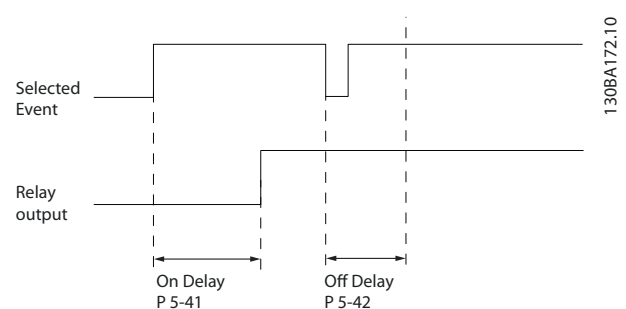 Selected
Event
Relay
output
On Delay
P 5-41
Off Delay
P 5-42
130BA172.10